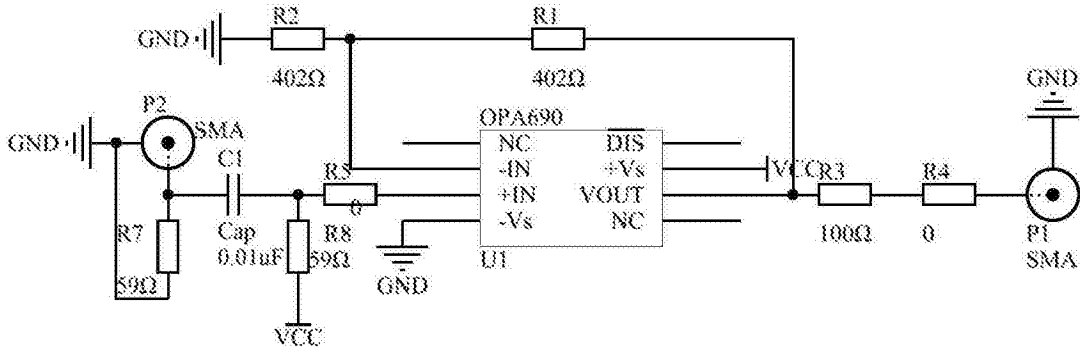 R2
R1
GND
402Ω
402Ω
GND
P2
SMA
OPA690
GND
NC
DIS
C1
-IN
+Vs
VCC
R5
0
+IN
VOUT
R3
R4
R7
Cap
0.01uF
R8
59Ω
-Vs
NC
100Ω
0
P1
SMA
U1
GND
59Ω
VCC